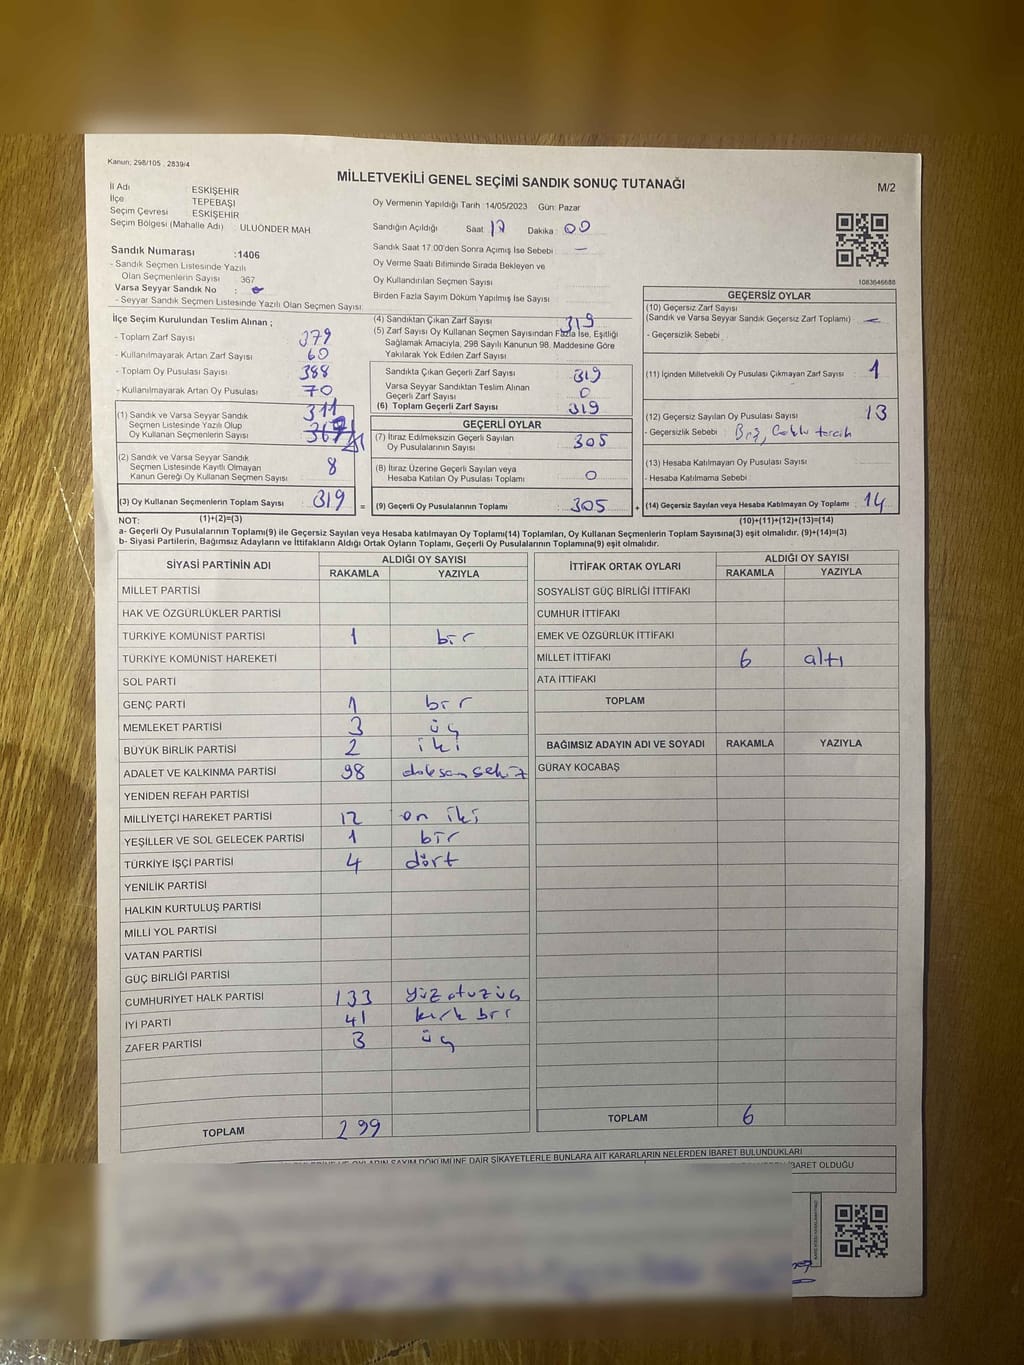 Kanun; 298/105 , 2839/4
MİLLETVEKİLİ GENEL SEÇİMİ SANDIK SONUÇ TUTANAĞI
M/2
İl Adı : ESKİŞEHİR
İlçe : TEPEBAŞI
Seçim Çevresi : ESKİŞEHİR
Seçim Bölgesi (Mahalle Adı) : ULUÖNDER MAH
Oy Vermenin Yapıldığı Tarih :14/05/2023 Gün: Pazar
Sandığın Açıldığı Saat 17 Dakika : 00
Sandık Saat 17:00'den Sonra Açımış İse Sebebi : —
Oy Verme Saati Bitiminde Sırada Bekleyen ve
Oy Kullandırılan Seçmen Sayısı :
Birden Fazla Sayım Döküm Yapılmış İse Sayısı :
1083646688
Sandık Numarası :1406
- Sandık Seçmen Listesinde Yazılı
Olan Seçmenlerin Sayısı : 367
Varsa Seyyar Sandık No :
- Seyyar Sandık Seçmen Listesinde Yazılı Olan Seçmen Sayısı:
İlçe Seçim Kurulundan Teslim Alınan ;
- Toplam Zarf Sayısı : 379
- Kullanılmayarak Artan Zarf Sayısı : 60
- Toplam Oy Pusulası Sayısı : 388
- Kullanılmayarak Artan Oy Pusulası : 70
(1) Sandık ve Varsa Seyyar Sandık
Seçmen Listesinde Yazılı Olup
Oy Kullanan Seçmenlerin Sayısı : 311
367
(2) Sandık ve Varsa Seyyar Sandık
Seçmen Listesinde Kayıtlı Olmayan
Kanun Gereği Oy Kullanan Seçmen Sayısı : 8
(3) Oy Kullanan Seçmenlerin Toplam Sayısı : 319 =
(1)+(2)=(3)
(4) Sandıktan Çıkan Zarf Sayısı : 319
(5) Zarf Sayısı Oy Kullanan Seçmen Sayısından Fazla İse, Eşitliği
Sağlamak Amacıyla, 298 Sayılı Kanunun 98. Maddesine Göre
Yakılarak Yok Edilen Zarf Sayısı :
Sandıkta Çıkan Geçerli Zarf Sayısı : 319
Varsa Seyyar Sandıktan Teslim Alınan
Geçerli Zarf Sayısı : 0
(6) Toplam Geçerli Zarf Sayısı : 319
GEÇERLİ OYLAR
(7) İtiraz Edilmeksizin Geçerli Sayılan
Oy Pusulalarının Sayısı : 305
(8) İtiraz Üzerine Geçerli Sayılan veya
Hesaba Katılan Oy Pusulası Toplamı : 0
(9) Geçerli Oy Pusulalarının Toplamı : 305 +
GEÇERSİZ OYLAR
(10) Geçersiz Zarf Sayısı
(Sandık ve Varsa Seyyar Sandık Geçersiz Zarf Toplamı) : —
- Geçersizlik Sebebi :
(11) İçinden Milletvekili Oy Pusulası Çıkmayan Zarf Sayısı : 1
(12) Geçersiz Sayılan Oy Pusulası Sayısı : 13
- Geçersizlik Sebebi : Boş, Çoklu tercih
(13) Hesaba Katılmayan Oy Pusulası Sayısı :
- Hesaba Katılmama Sebebi :
(14) Geçersiz Sayılan veya Hesaba Katılmayan Oy Toplamı : 14
(10)+(11)+(12)+(13)=(14)
NOT:
a- Geçerli Oy Pusulalarının Toplamı(9) ile Geçersiz Sayılan veya Hesaba Katılmayan Oy Toplamı(14) Toplamları, Oy Kullanan Seçmenlerin Toplam Sayısına(3) eşit olmalıdır. (9)+(14)=(3)
b- Siyasi Partilerin, Bağımsız Adayların ve İttifakların Aldığı Ortak Oyların Toplamı, Geçerli Oy Pusulalarının Toplamına(9) eşit olmalıdır.
SİYASİ PARTİNİN ADI ALDIĞI OY SAYISI
RAKAMLA YAZIYLA
MİLLET PARTİSİ
HAK VE ÖZGÜRLÜKLER PARTİSİ
TÜRKİYE KOMÜNİST PARTİSİ 1 bir
TÜRKİYE KOMÜNİST HAREKETİ
SOL PARTİ
GENÇ PARTİ 1 bir
MEMLEKET PARTİSİ 3 üç
BÜYÜK BİRLİK PARTİSİ 2 iki
ADALET VE KALKINMA PARTİSİ 98 doksan sekiz
YENİDEN REFAH PARTİSİ
MİLLİYETÇİ HAREKET PARTİSİ 12 on iki
YEŞİLLER VE SOL GELECEK PARTİSİ 1 bir
TÜRKİYE İŞÇİ PARTİSİ 4 dört
YENİLİK PARTİSİ
HALKIN KURTULUŞ PARTİSİ
MİLLİ YOL PARTİSİ
VATAN PARTİSİ
GÜÇ BİRLİĞİ PARTİSİ
CUMHURİYET HALK PARTİSİ 133 yüz otuz üç
İYİ PARTİ 41 kırk bir
ZAFER PARTİSİ 3 üç
TOPLAM 299
İTTİFAK ORTAK OYLARI ALDIĞI OY SAYISI
RAKAMLA YAZIYLA
SOSYALİST GÜÇ BİRLİĞİ İTTİFAKI
CUMHUR İTTİFAKI
EMEK VE ÖZGÜRLÜK İTTİFAKI
MİLLET İTTİFAKI 6 altı
ATA İTTİFAKI
TOPLAM
BAĞIMSIZ ADAYIN ADI VE SOYADI RAKAMLA YAZIYLA
GÜRAY KOCABAŞ
TOPLAM 6
OYLARIN SAYIM DÖKÜMÜNE DAİR ŞİKAYETLERLE BUNLARA AİT KARARLARIN NELERDEN İBARET BULUNDUKLARI
İBARET OLDUĞU